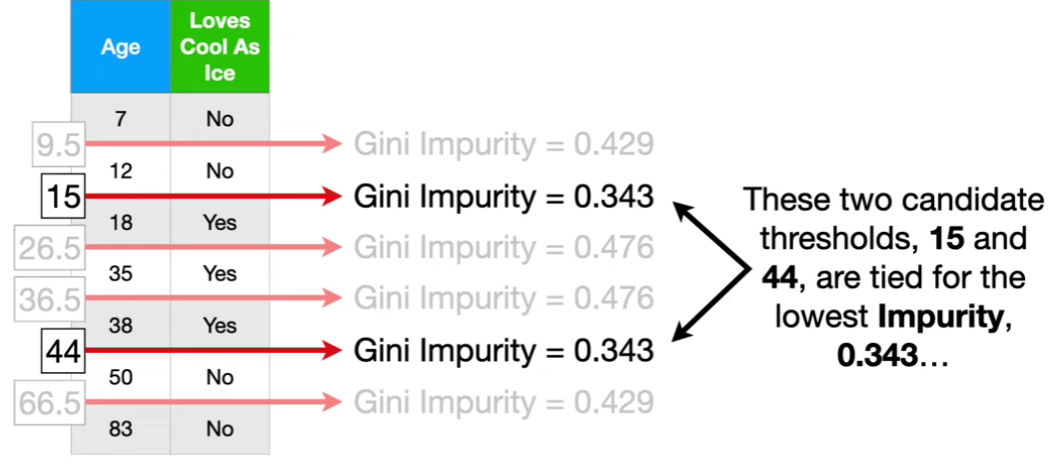 Age
Loves
Cool As
Ice
7 No
9.5 Gini Impurity = 0.429
12 No
15 Gini Impurity = 0.343
18 Yes
26.5 Gini Impurity = 0.476
35 Yes
36.5 Gini Impurity = 0.476
38 Yes
44 Gini Impurity = 0.343
50 No
66.5 Gini Impurity = 0.429
83 No
These two candidate
thresholds, 15 and
44, are tied for the
lowest Impurity,
0.343…